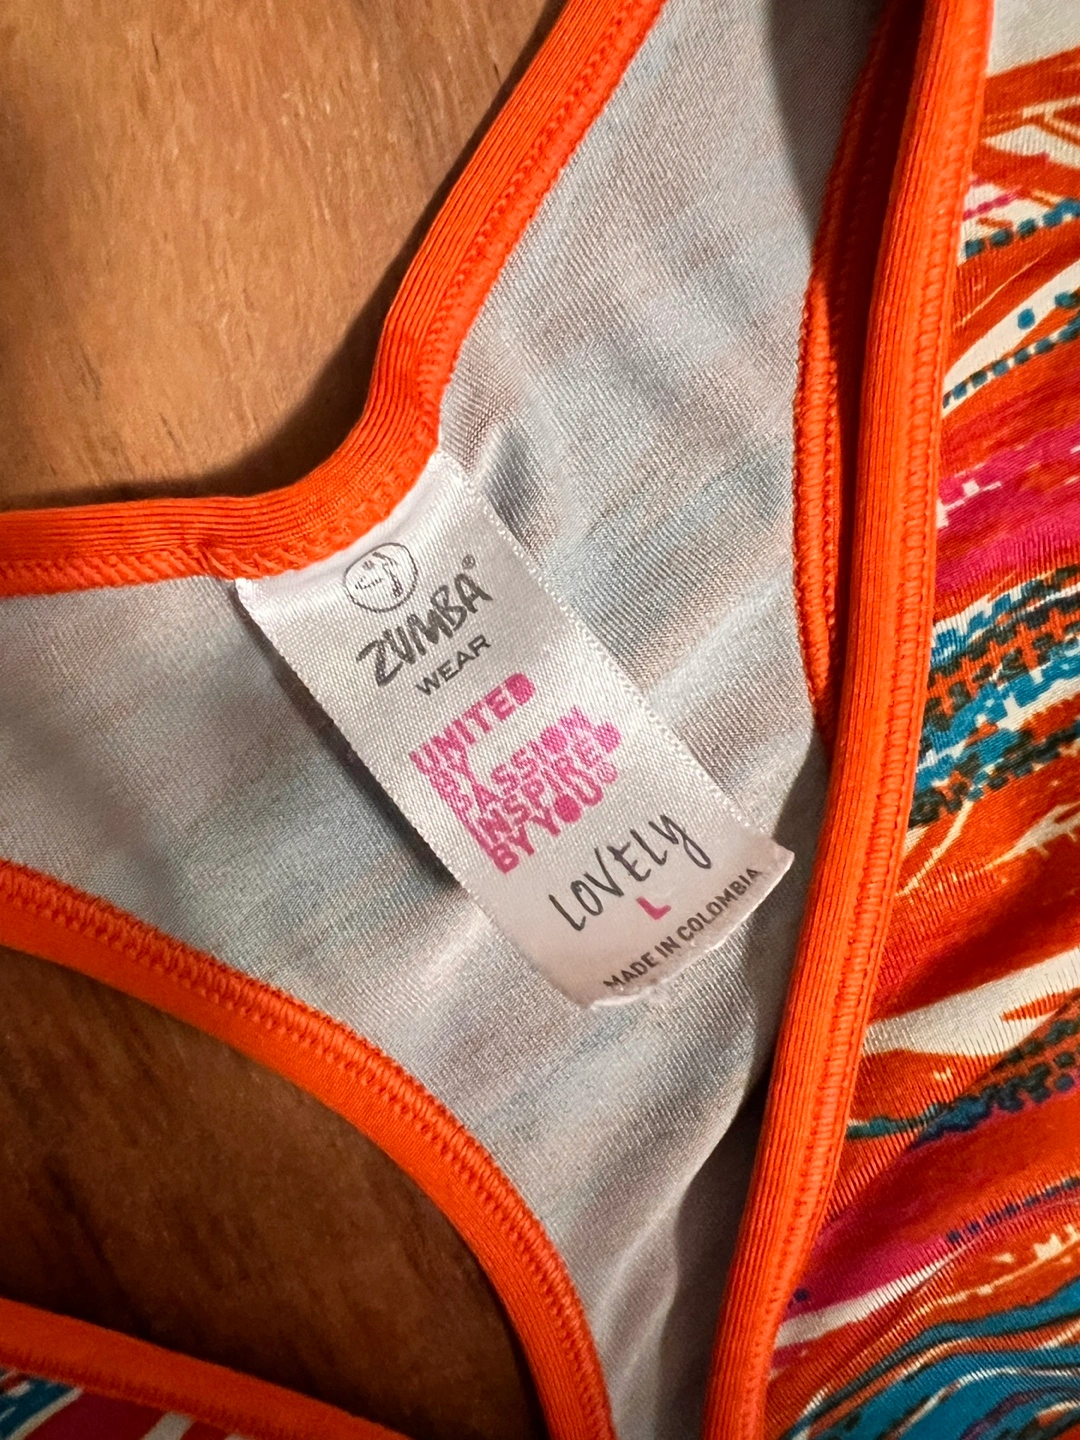 ZUMBA®
WEAR
UNITED
BY
PASSION
INSPIRED
BY YOU®
LOVELY
L
MADE IN COLOMBIA